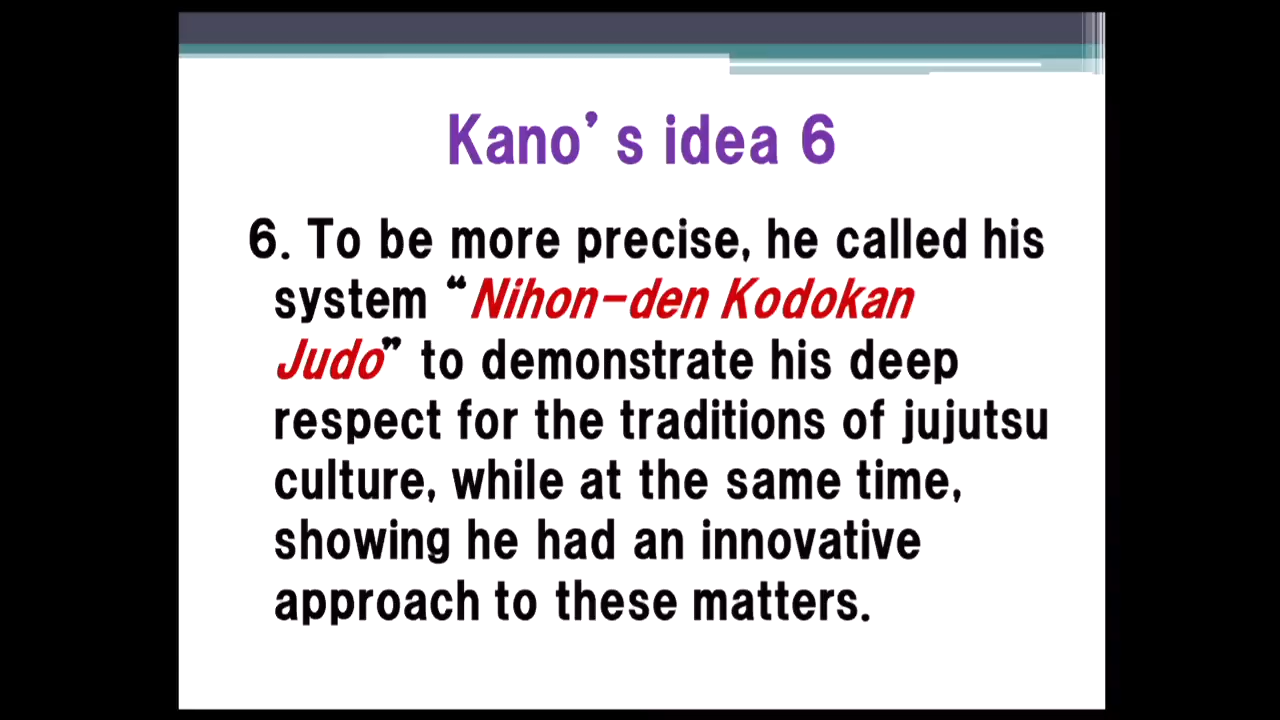 Kano’s idea 6
6. To be more precise, he called his
system “Nihon-den Kodokan
Judo” to demonstrate his deep
respect for the traditions of jujutsu
culture, while at the same time,
showing he had an innovative
approach to these matters.